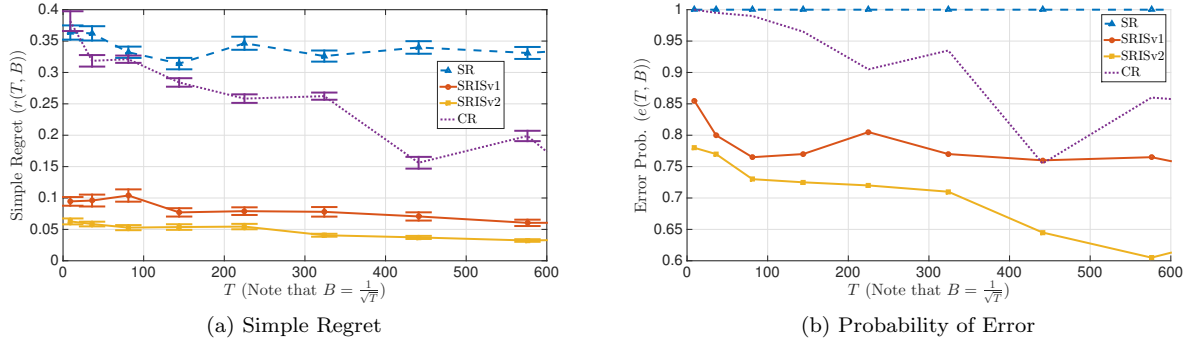 Simple Regret (r(T, B))
0.4
0.35
0.3
0.25
0.2
0.15
0.1
0.05
0
0 100 200 300 400 500 600
SR
SRISv1
SRISv2
CR
T (Note that B = 1/√T)
(a) Simple Regret
Error Prob. (e(T, B))
1
0.95
0.9
0.85
0.8
0.75
0.7
0.65
0.6
0 100 200 300 400 500 600
SR
SRISv1
SRISv2
CR
T (Note that B = 1/√T)
(b) Probability of Error